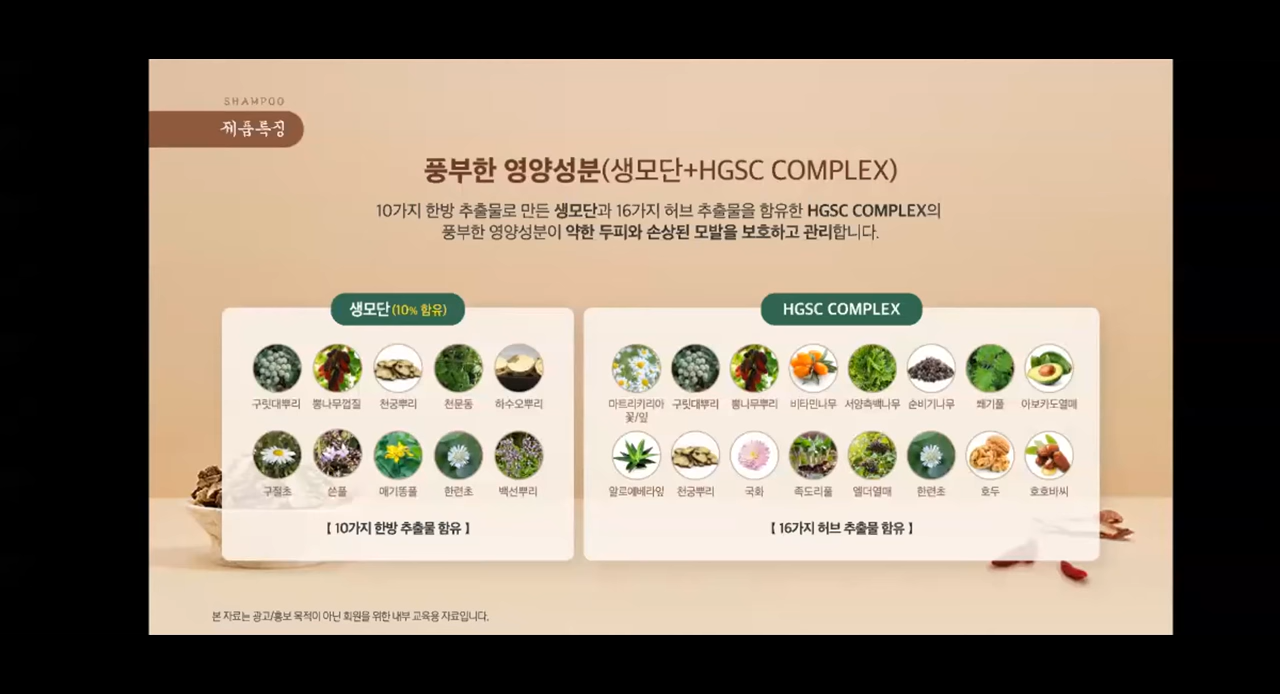 SHAMPOO
제품특징
풍부한 영양성분(생모단+HGSC COMPLEX)
10가지 한방 추출물로 만든 생모단과 16가지 허브 추출물을 함유한 HGSC COMPLEX의
풍부한 영양성분이 약한 두피와 손상된 모발을 보호하고 관리합니다.
생모단(10% 함유)
구릿대뿌리 뽕나무껍질 천궁뿌리 천문동 하수오뿌리
구절초 쓴풀 애기똥풀 한련초 백선뿌리
【 10가지 한방 추출물 함유 】
HGSC COMPLEX
마트리카리아 구릿대뿌리 뽕나무뿌리 비타민나무 서양측백나무 순비기나무 쐐기풀 아보카도열매
꽃/잎
알로에베라잎 천궁뿌리 국화 족도리풀 엘더열매 한련초 호두 호호바씨
【 16가지 허브 추출물 함유 】
본 자료는 광고/홍보 목적이 아닌 회원을 위한 내부 교육용 자료입니다.